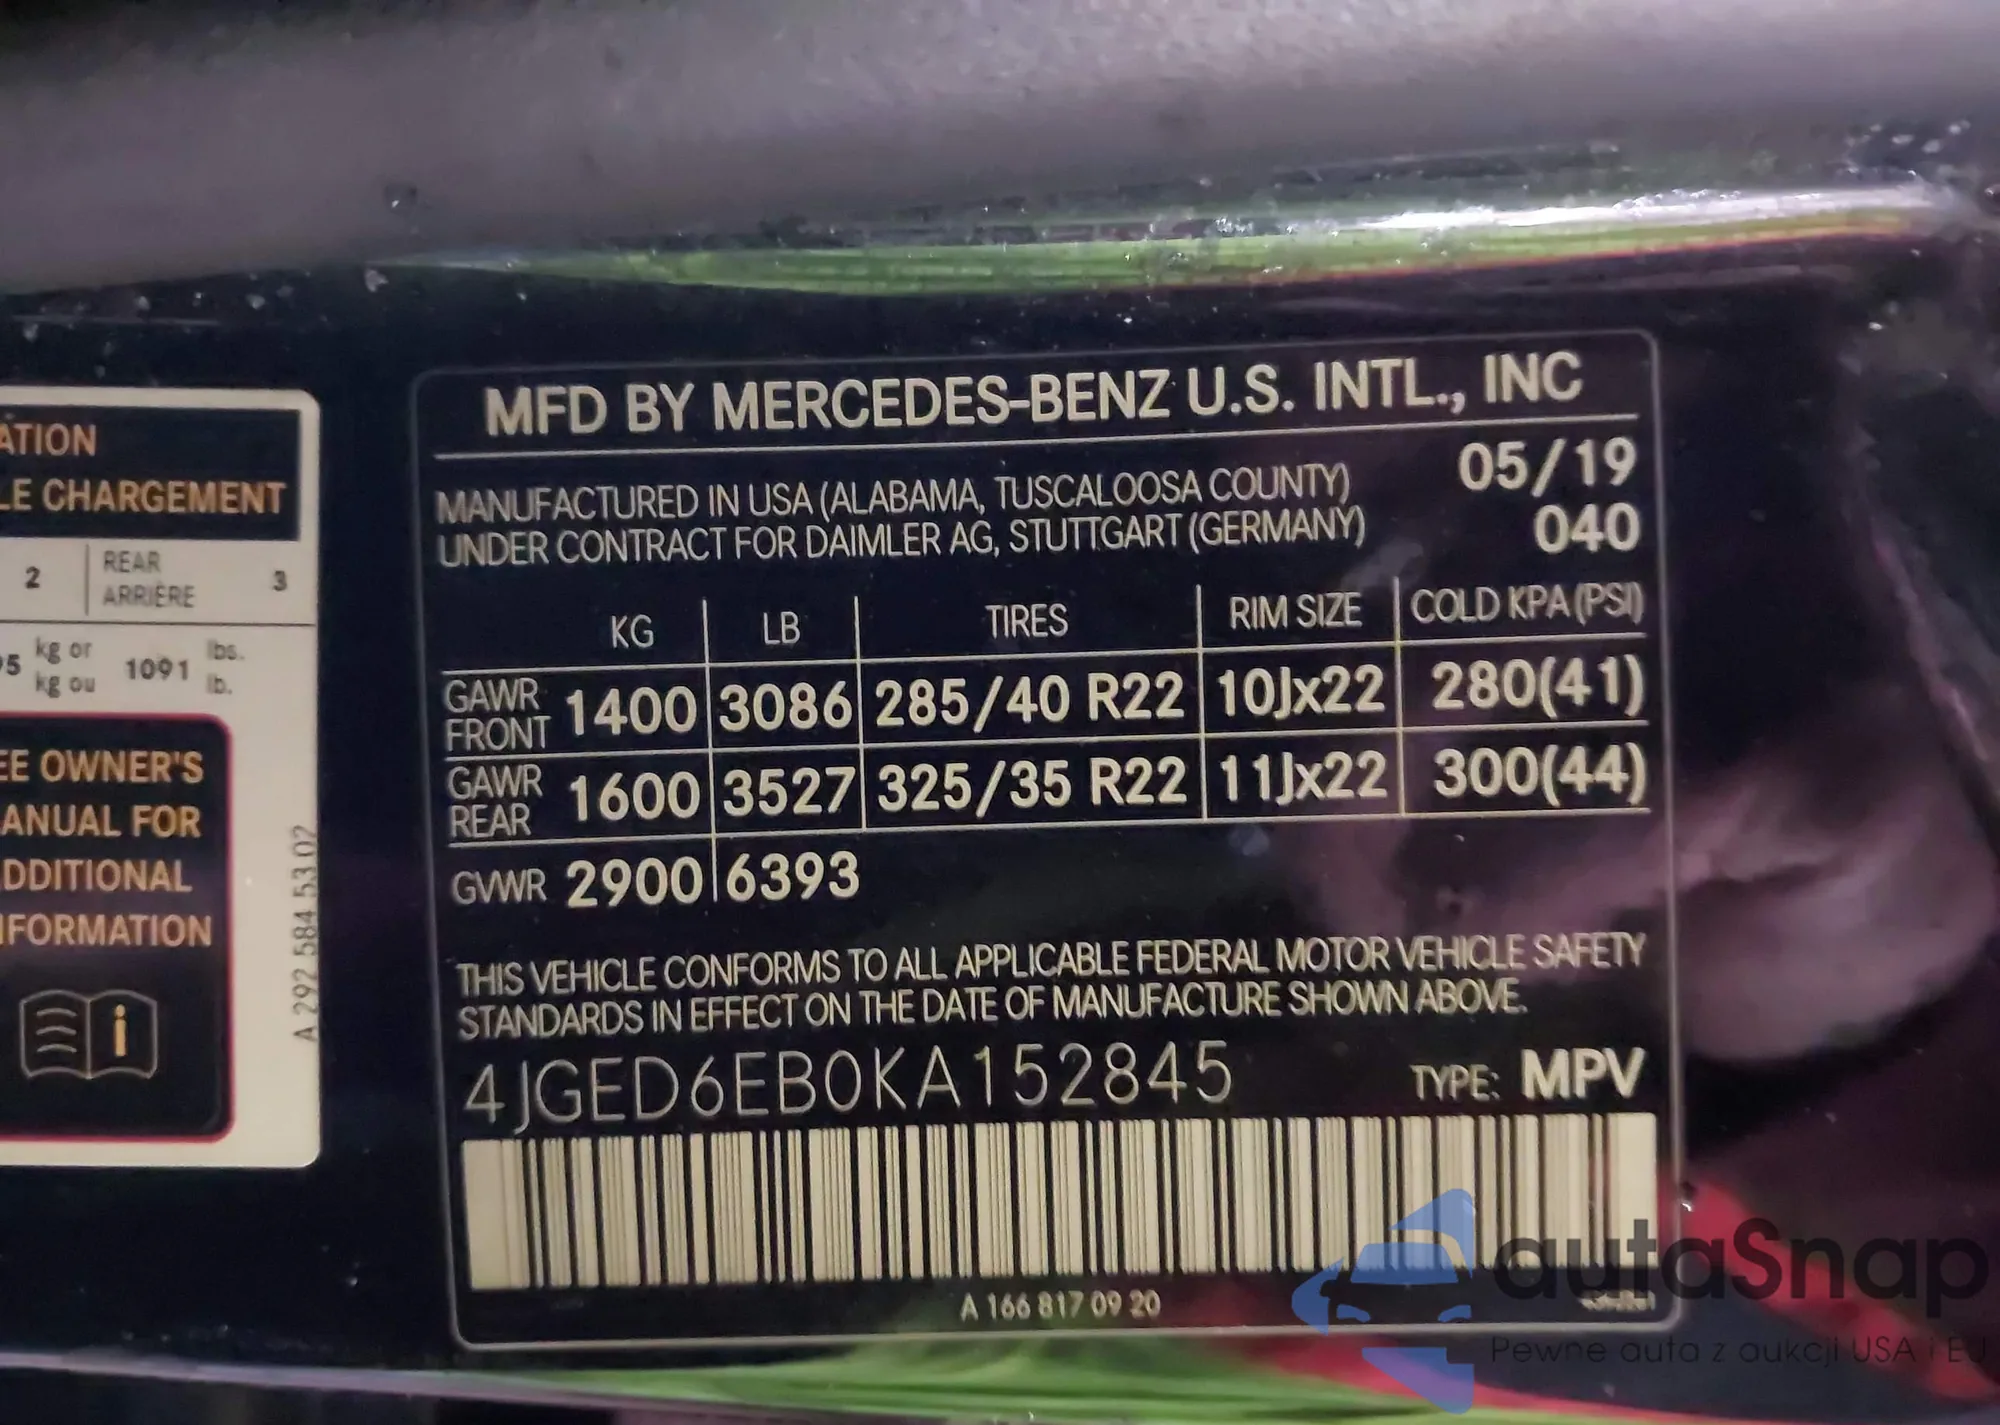 ATION
LE CHARGEMENT
2 REAR ARRIÈRE 3
kg or kg ou 1091 lbs. lb.
OWNER'S
FOR
A 292 584 53 07
MFD BY MERCEDES-BENZ U.S. INTL., INC
MANUFACTURED IN USA (ALABAMA, TUSCALOOSA COUNTY) 05/19
UNDER CONTRACT FOR DAIMLER AG, STUTTGART (GERMANY) 040
KG LB TIRES RIM SIZE COLD KPA (PSI)
GAWR FRONT 1400 3086 285/40 R22 10Jx22 280(41)
GAWR REAR 1600 3527 325/35 R22 11Jx22 300(44)
GVWR 2900 6393
THIS VEHICLE CONFORMS TO ALL APPLICABLE FEDERAL MOTOR VEHICLE SAFETY
STANDARDS IN EFFECT ON THE DATE OF MANUFACTURE SHOWN ABOVE.
4JGED6EB0KA152845 TYPE: MPV
A 166 817 09 20
autaSnap
Pewne auta z aukcji USA i EU